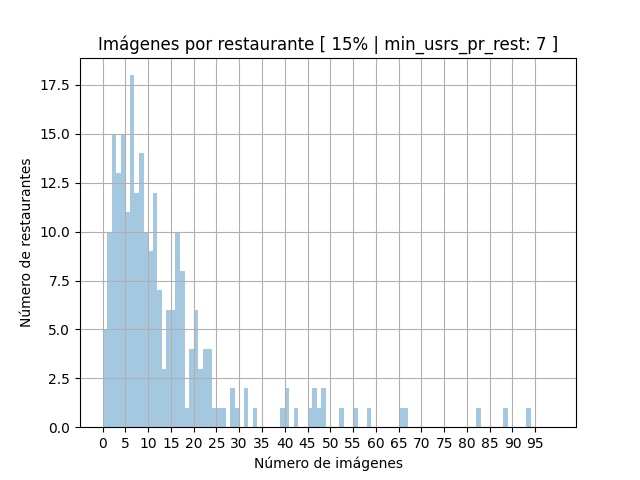 Imágenes por restaurante [ 15% | min_usrs_pr_rest: 7 ]
Número de restaurantes
17.5
15.0
12.5
10.0
7.5
5.0
2.5
0.0
0 5 10 15 20 25 30 35 40 45 50 55 60 65 70 75 80 85 90 95
Número de imágenes